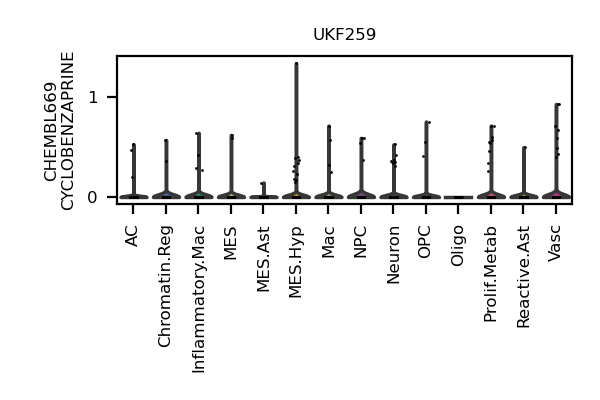 UKF259
CHEMBL669
CYCLOBENZAPRINE
1
0
AC
Chromatin.Reg
Inflammatory.Mac
MES
MES.Ast
MES.Hyp
Mac
NPC
Neuron
OPC
Oligo
Prolif.Metab
Reactive.Ast
Vasc